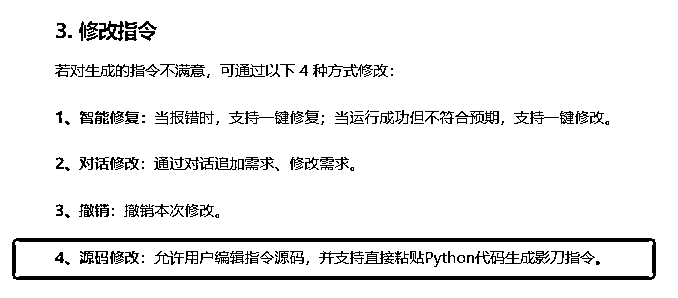 3. 修改指令
若对生成的指令不满意，可通过以下 4 种方式修改：
1、智能修复：当报错时，支持一键修复；当运行成功但不符合预期，支持一键修改。
2、对话修改：通过对话追加需求、修改需求。
3、撤销：撤销本次修改。
4、源码修改：允许用户编辑指令源码，并支持直接粘贴Python代码生成影刀指令。